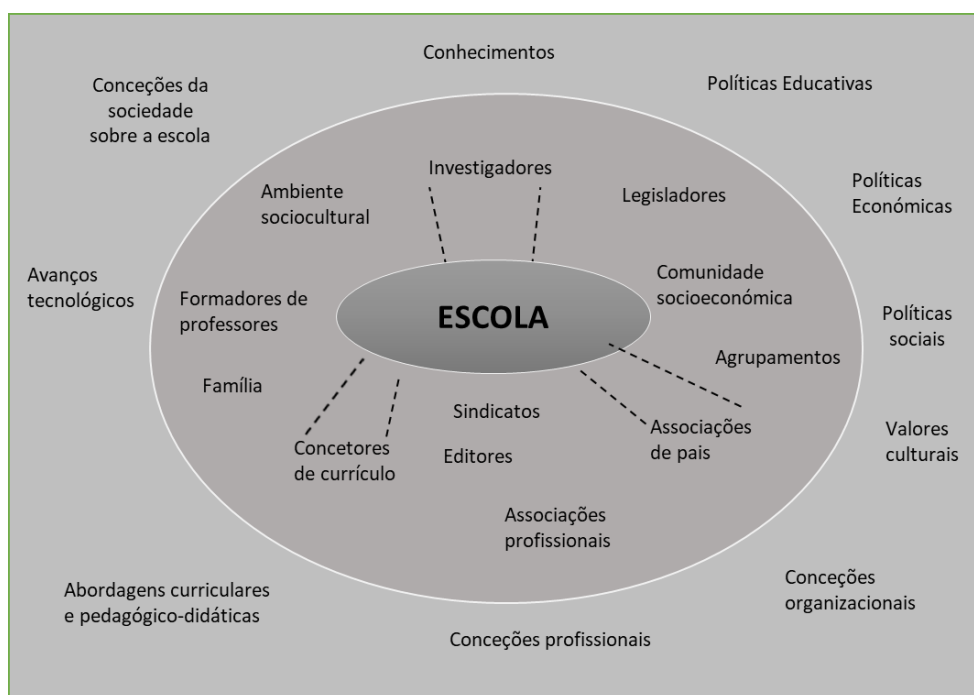 Conhecimentos
Conceções da
sociedade
sobre a escola
Políticas Educativas
Investigadores
Ambiente
sociocultural
Legisladores
Políticas
Económicas
Avanços
tecnológicos
Formadores de
professores
ESCOLA
Comunidade
socioeconómica
Políticas
sociais
Agrupamentos
Família
Sindicatos
Associações
de pais
Valores
culturais
Concetores
de currículo
Editores
Associações
profissionais
Abordagens curriculares
e pedagógico-didáticas
Conceções
organizacionais
Conceções profissionais